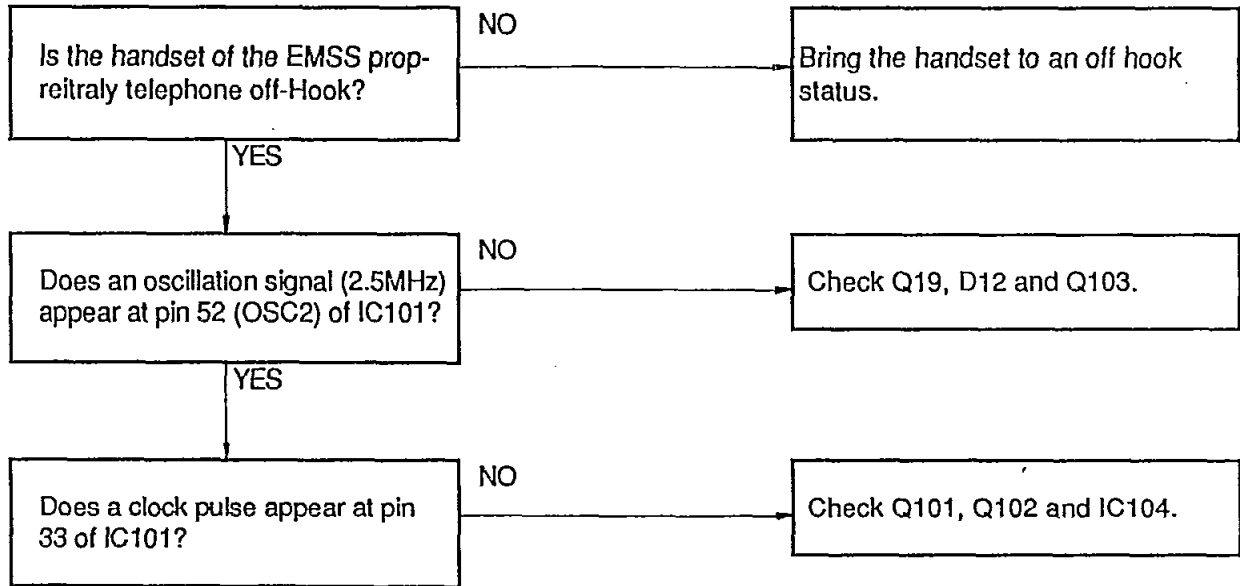 Is the handset of the EMSS prop-
reitraly telephone off-Hook?
NO
Bring the handset to an off hook
status.
YES
Does an oscillation signal (2.5MHz)
appear at pin 52 (OSC2) of IC101?
NO
Check Q19, D12 and Q103.
YES
Does a clock pulse appear at pin
33 of IC101?
NO
Check Q101, Q102 and IC104.